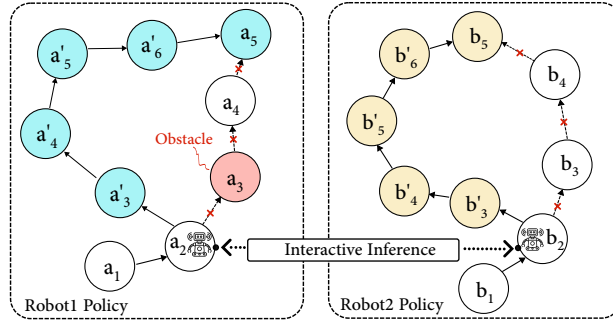 a'5
a'6
a5
a4
a'4
Obstacle
a3
a'3
a2
a1
Robot1 Policy
Interactive Inference
b5
b'6
b4
b'5
b3
b'4
b'3
b2
b1
Robot2 Policy